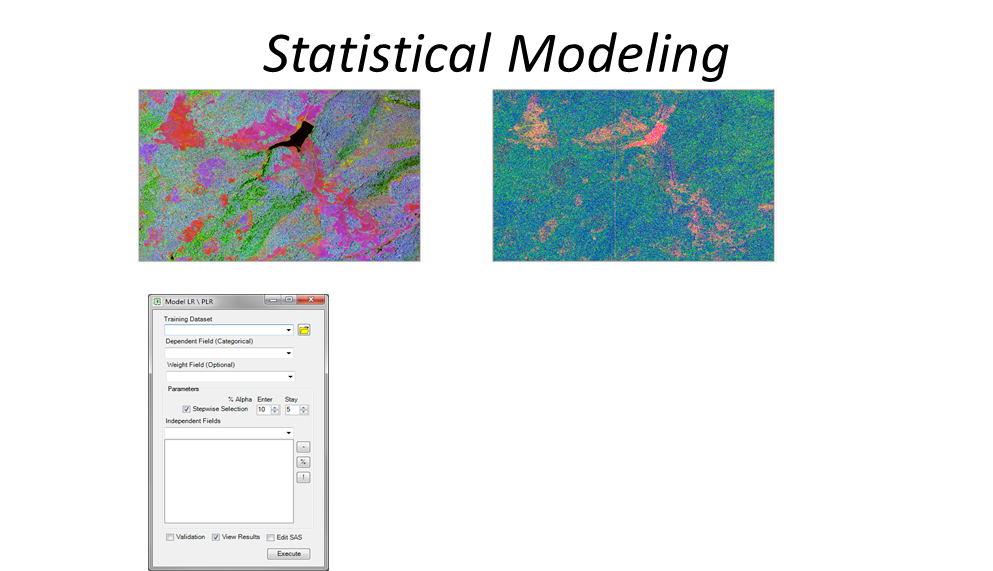 Statistical Modeling
Model LR \ PLR
Training Dataset
Dependent Field (Categorical)
Weight Field (Optional)
Parameters
% Alpha Enter Stay
Stepwise Selection 10 5
Independent Fields
-
%
!
Validation View Results Edit SAS
Execute